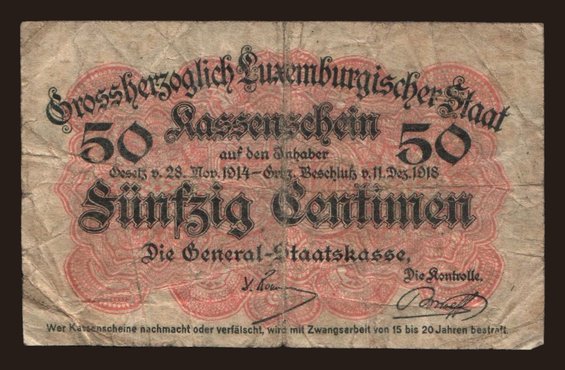 Grossherzoglich Luxemburgischer Staat
50 Kassenschein 50
auf den Inhaber
Gesetz v. 28. Nov. 1914 – Grzg. Beschluß v. 11. Dez. 1918
Fünfzig Centimen
Die General-Staatskasse,
Die Kontrolle.
Wer Kassenscheine nachmacht oder verfälscht, wird mit Zwangsarbeit von 15 bis 20 Jahren bestraft.